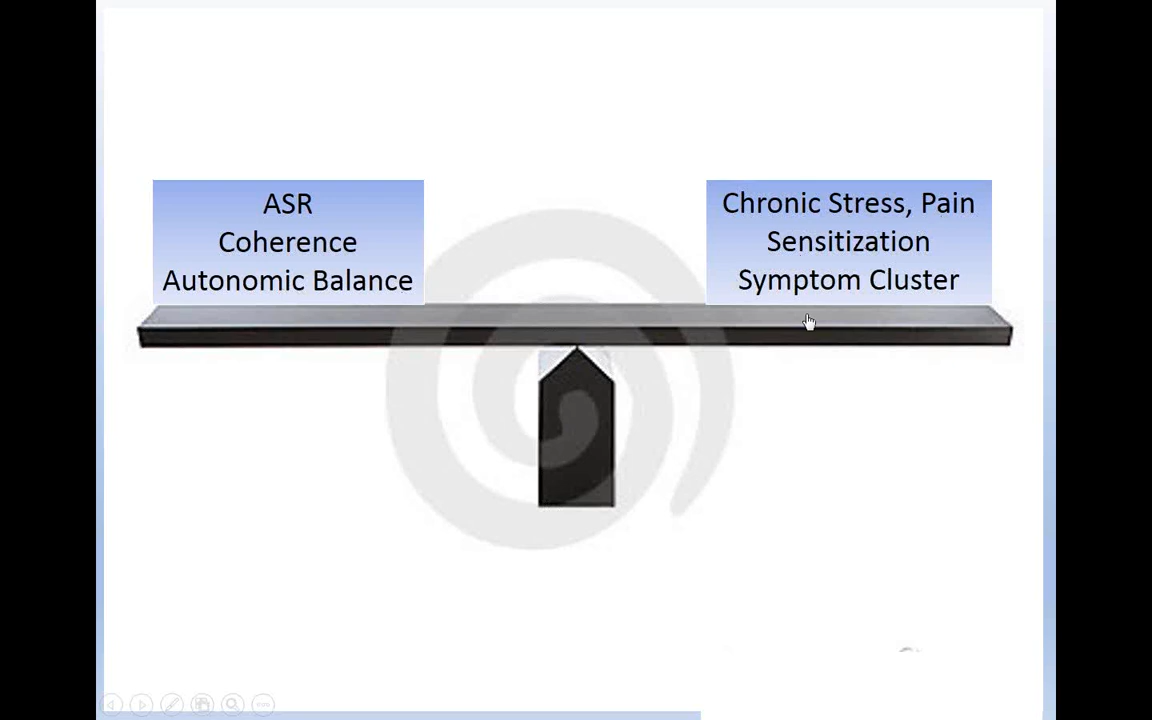 ASR
Coherence
Autonomic Balance
Chronic Stress, Pain
Sensitization
Symptom Cluster